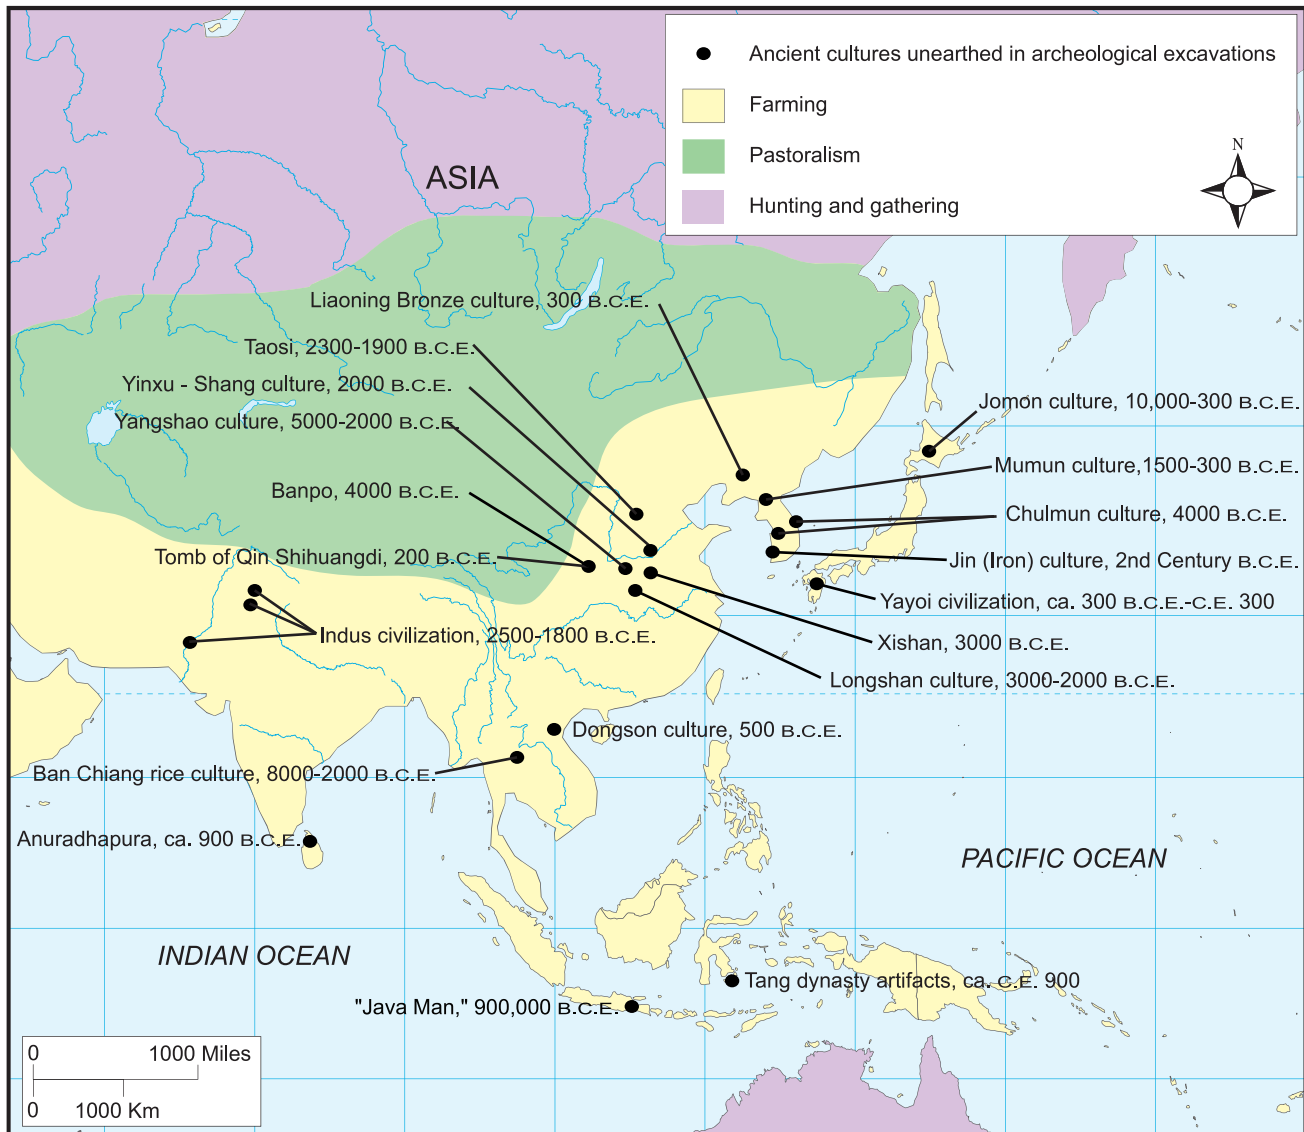 Ancient cultures unearthed in archeological excavations
Farming
Pastoralism
Hunting and gathering
N
ASIA
Liaoning Bronze culture, 300 B.C.E.
Taosi, 2300-1900 B.C.E.
Yinxu - Shang culture, 2000 B.C.E.
Yangshao culture, 5000-2000 B.C.E.
Jomon culture, 10,000-300 B.C.E.
Mumun culture,1500-300 B.C.E.
Banpo, 4000 B.C.E.
Chulmun culture, 4000 B.C.E.
Tomb of Qin Shihuangdi, 200 B.C.E.
Jin (Iron) culture, 2nd Century B.C.E.
Yayoi civilization, ca. 300 B.C.E.-C.E. 300
Indus civilization, 2500-1800 B.C.E.
Xishan, 3000 B.C.E.
Longshan culture, 3000-2000 B.C.E.
Dongson culture, 500 B.C.E.
Ban Chiang rice culture, 8000-2000 B.C.E.
Anuradhapura, ca. 900 B.C.E.
PACIFIC OCEAN
INDIAN OCEAN
Tang dynasty artifacts, ca. C.E. 900
"Java Man," 900,000 B.C.E.
0 1000 Miles
0 1000 Km